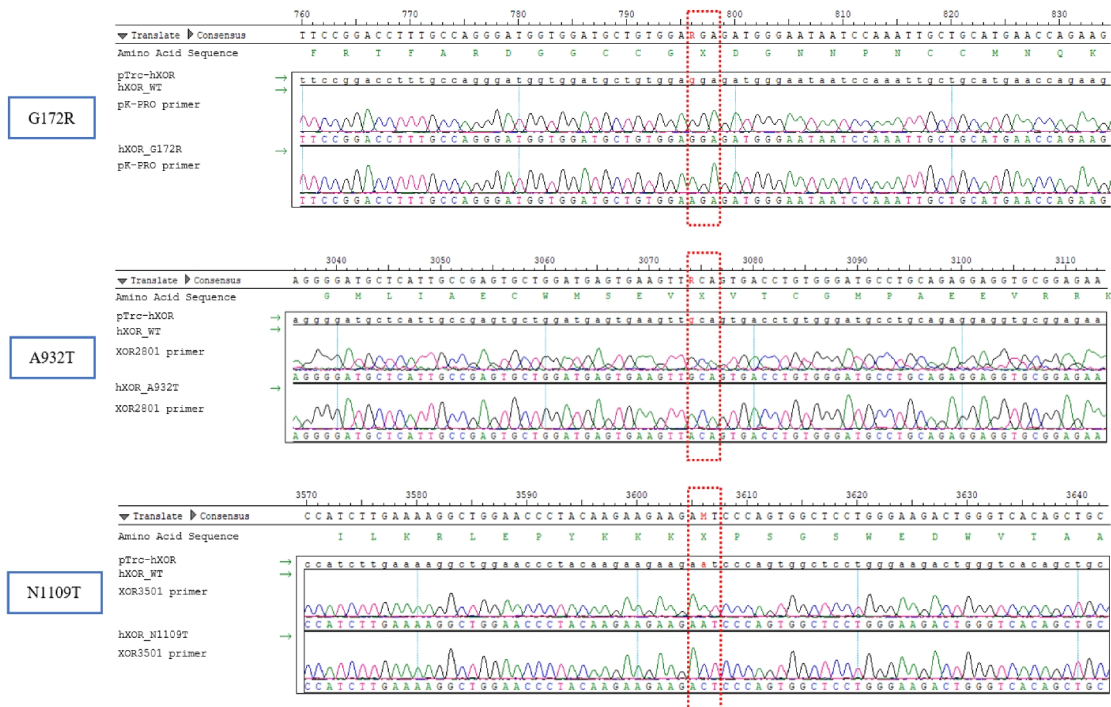 760 770 780 790 800 810 820 830
Translate Consensus TTCCGGACCTTTGCCAGGGATGGTGGATGCTGTGGARGAGATGGGAATAATCCAAATTGCTGCATGAACCAGAAG
Amino Acid Sequence F R T F A R D G G C C G X D G N N P N C C M N Q K
pTrc-hXOR ttccggacctttgccagggatggtggatgctgtggaggagatgggaataatccaaattgctgcatgaaccagaag
hXOR_WT
pK-PRO primer
G172R
TTCCGGACCTTTGCCAGGGATGGTGGATGCTGTGGAGGAGATGGGAATAATCCAAATTGCTGCATGAACCAGAAG
hXOR_G172R
pK-PRO primer
TTCCGGACCTTTGCCAGGGATGGTGGATGCTGTGGAAGAGATGGGAATAATCCAAATTGCTGCATGAACCAGAAG
3040 3050 3060 3070 3080 3090 3100 3110
Translate Consensus AGGGGATGCTCATTGCCGAGTGCTGGATGAGTGAAGTTRCAGTGACCTGTGGGATGCCTGCAGAGGAGGTGCGGAGAA
Amino Acid Sequence G M L I A E C W M S E V X V T C G M P A E E V R R K
pTrc-hXOR aggggatgctcattgccgagtgctggatgagtgaagttgcagtgacctgtgggatgcctgcagaggaggtgcggagaa
hXOR_WT
XOR2801 primer
A932T
AGGGGATGCTCATTGCCGAGTGCTGGATGAGTGAAGTTGCAGTGACCTGTGGGATGCCTGCAGAGGAGGTGCGGAGAA
hXOR_A932T
XOR2801 primer
AGGGGATGCTCATTGCCGAGTGCTGGATGAGTGAAGTTACAGTGACCTGTGGGATGCCTGCAGAGGAGGTGCGGAGAA
3570 3580 3590 3600 3610 3620 3630 3640
Translate Consensus CCATCTTGAAAAGGCTGGAACCCTACAAGAAGAAGAMTCCCAGTGGCTCCTGGGAAGACTGGGTCACAGCTGC
Amino Acid Sequence I L K R L E P Y K K K X P S G S W E D W V T A A
pTrc-hXOR ccatcttgaaaaggctggaaccctacaagaagaagaatcccagtggctcctgggaagactgggtcacagctgc
hXOR_WT
XOR3501 primer
N1109T
CCATCTTGAAAAGGCTGGAACCCTACAAGAAGAAGAATCCCAGTGGCTCCTGGGAAGACTGGGTCACAGCTGC
hXOR_N1109T
XOR3501 primer
CCATCTTGAAAAGGCTGGAACCCTACAAGAAGAAGACTCCCAGTGGCTCCTGGGAAGACTGGGTCACAGCTGC